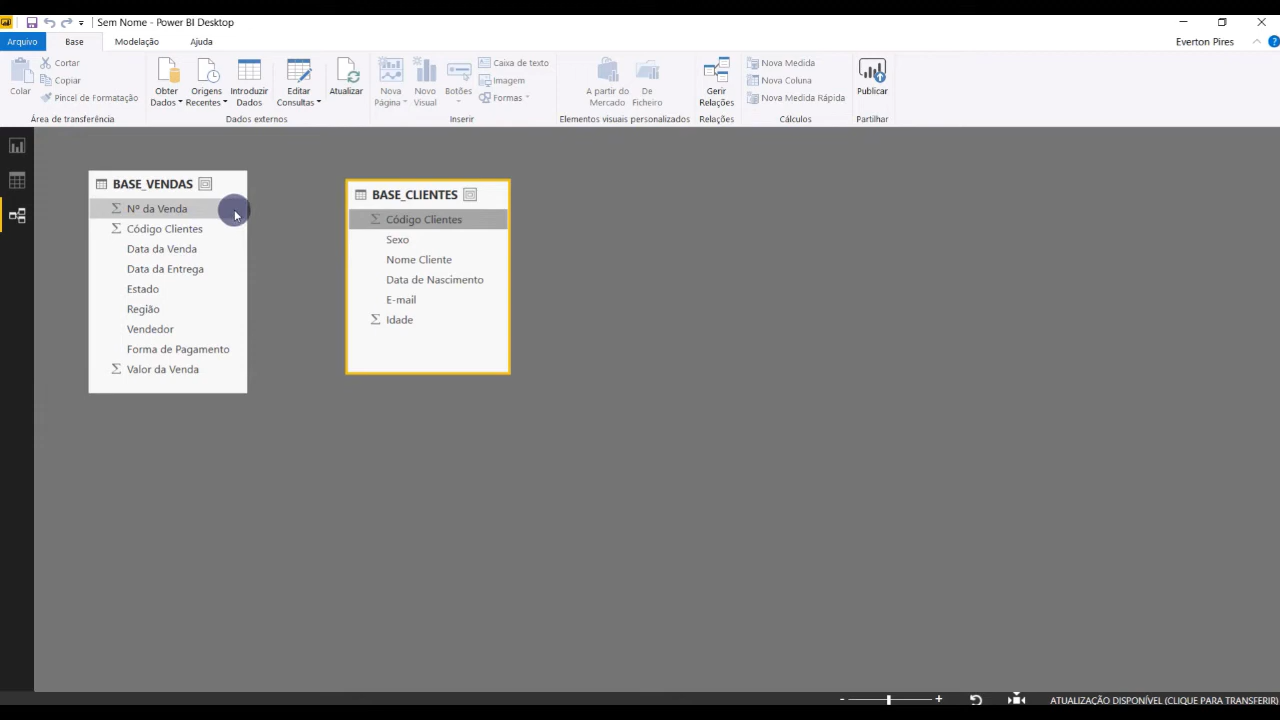 Sem Nome - Power BI Desktop
Arquivo Base Modelação Ajuda Everton Pires
Colar
Cortar
Copiar
Pincel de Formatação
Área de transferência
Obter Dados
Origens Recentes
Introduzir Dados
Editar Consultas
Atualizar
Dados externos
Nova Página
Novo Visual
Botões
Caixa de texto
Imagem
Formas
Inserir
A partir do Mercado
De Ficheiro
Elementos visuais personalizados
Gerir Relações
Relações
Nova Medida
Nova Coluna
Nova Medida Rápida
Cálculos
Publicar
Partilhar
BASE_VENDAS
Σ Nº da Venda
Σ Código Clientes
Data da Venda
Data da Entrega
Estado
Região
Vendedor
Forma de Pagamento
Σ Valor da Venda
BASE_CLIENTES
Σ Código Clientes
Sexo
Nome Cliente
Data de Nascimento
E-mail
Σ Idade
- +
ATUALIZAÇÃO DISPONÍVEL (CLIQUE PARA TRANSFERIR)